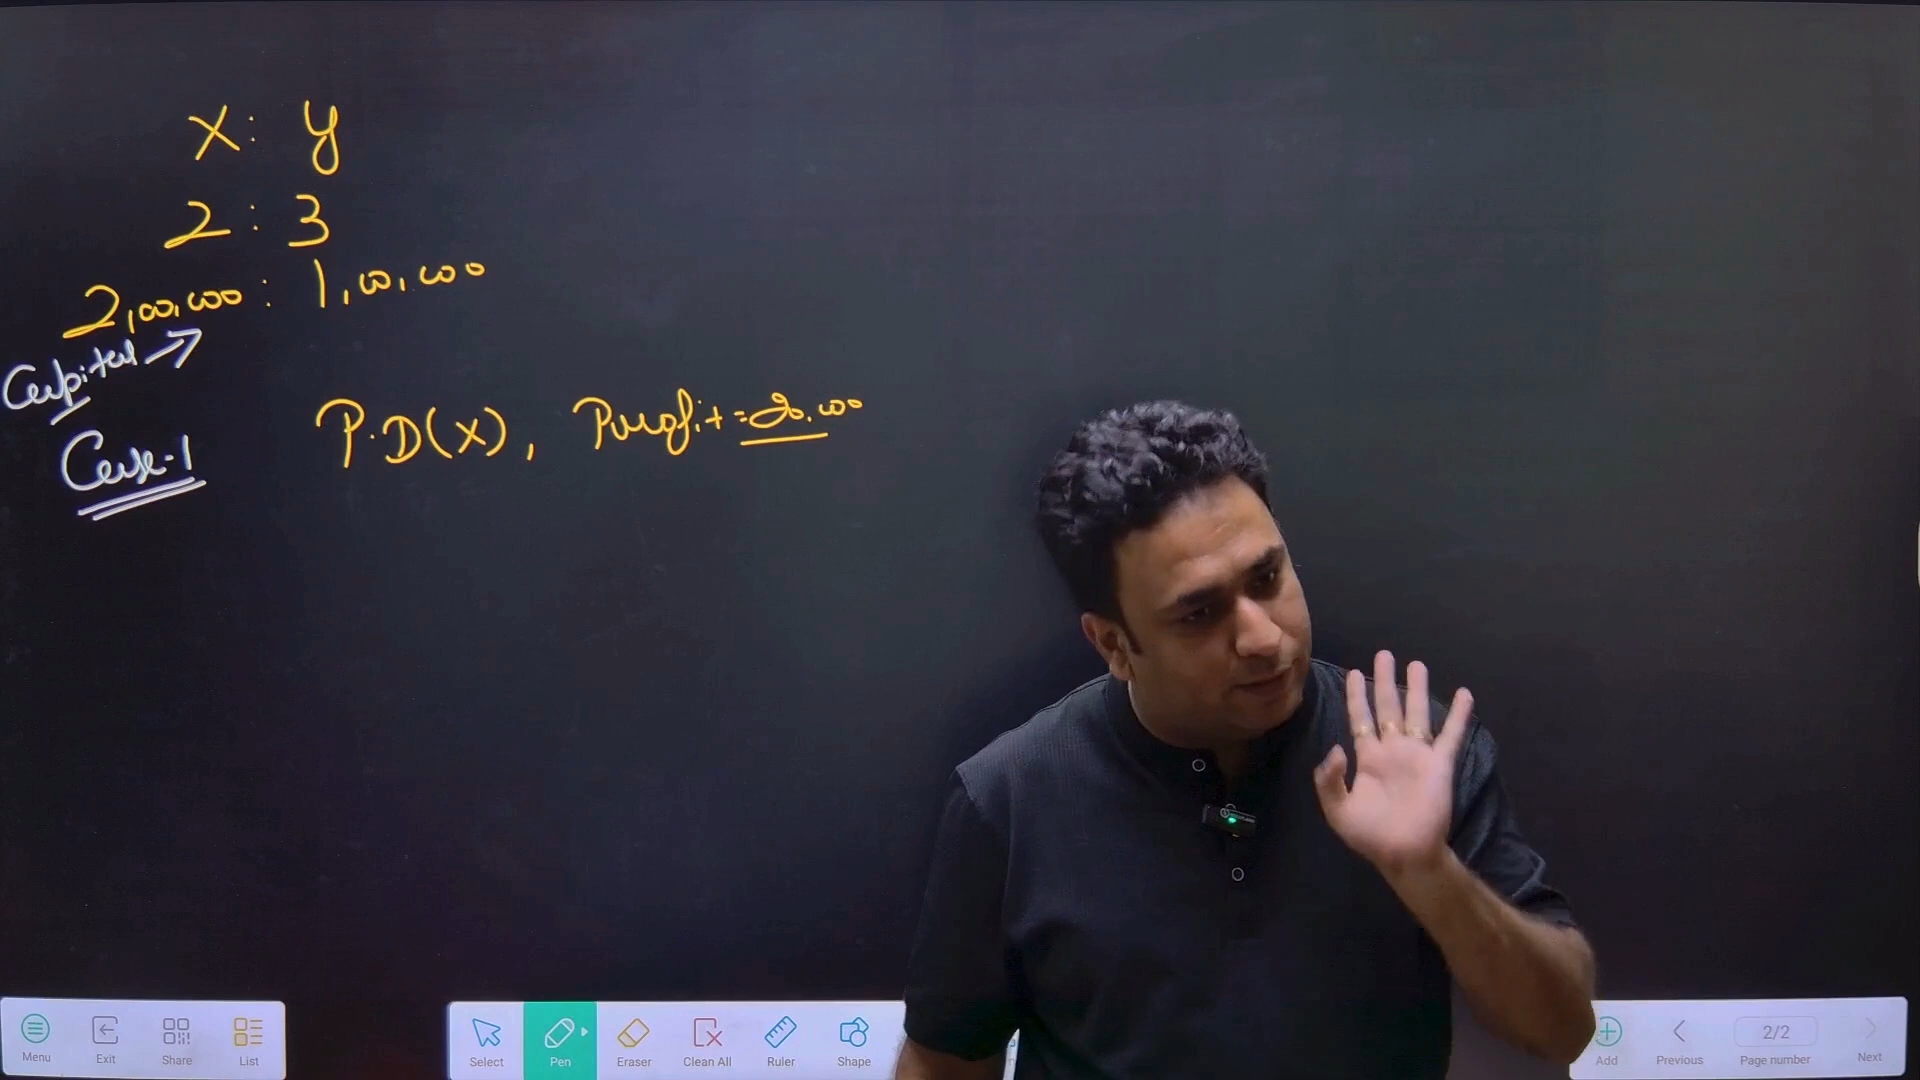 X : y
2 : 3
2,00,000 : 1,00,000
Capital →
P.D(X), Profit = 20,000
Case-1
Menu
Exit
Share
List
Select
Pen
Eraser
Clean All
Ruler
Shape
Add
Previous
2/2
Page number
Next